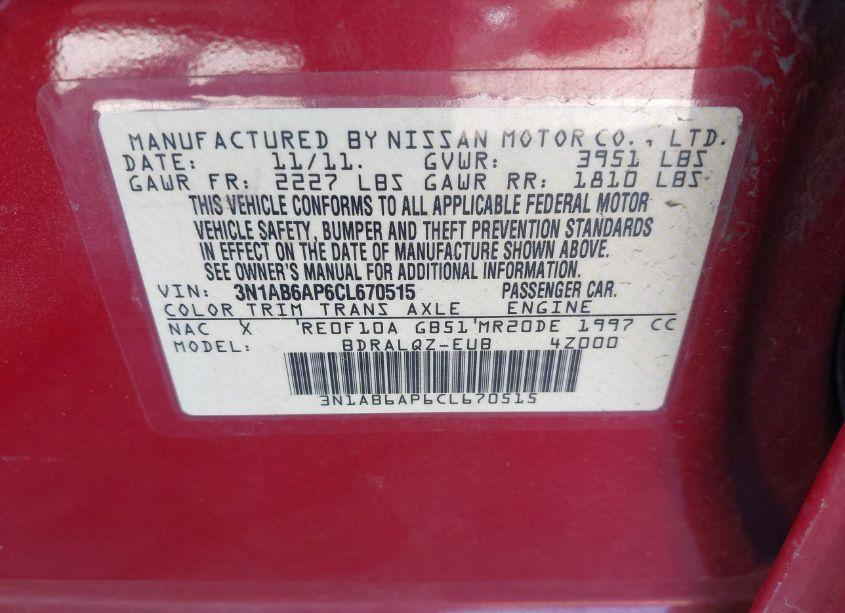 MANUFACTURED BY NISSAN MOTOR CO., LTD.
DATE: 11/11. GVWR: 3951 LBS
GAWR FR: 2227 LBS GAWR RR: 1810 LBS
THIS VEHICLE CONFORMS TO ALL APPLICABLE FEDERAL MOTOR
VEHICLE SAFETY, BUMPER AND THEFT PREVENTION STANDARDS
IN EFFECT ON THE DATE OF MANUFACTURE SHOWN ABOVE.
SEE OWNER'S MANUAL FOR ADDITIONAL INFORMATION.
VIN: 3N1AB6AP6CL670515 PASSENGER CAR.
COLOR TRIM TRANS AXLE ENGINE
NAC X 'RE0F10A GB51'MR20DE 1997 CC
MODEL: BDRALQZ-EUB 4Z000
3N1AB6AP6CL670515